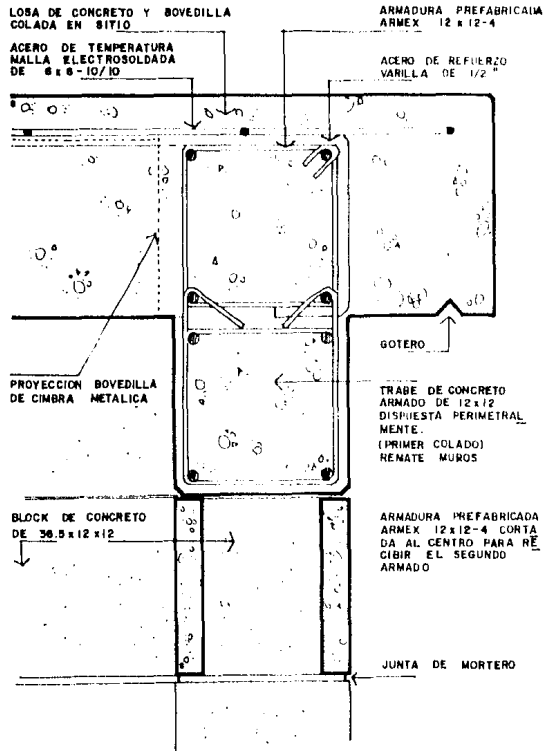 LOSA DE CONCRETO Y BOVEDILLA
COLADA EN SITIO
ACERO DE TEMPERATURA
MALLA ELECTROSOLDADA
DE 6x6-10/10
ARMADURA PREFABRICADA
ARMEX 12 x 12-4
ACERO DE REFUERZO
VARILLA DE 1/2"
GOTERO
PROYECCION BOVEDILLA
DE CIMBRA METALICA
TRABE DE CONCRETO
ARMADO DE 12x12
DISPUESTA PERIMETRAL
MENTE.
(PRIMER COLADO)
REMATE MUROS
BLOCK DE CONCRETO
DE 36.5x12x12
ARMADURA PREFABRICADA
ARMEX 12x12-4 CORTA
DA AL CENTRO PARA RE
CIBIR EL SEGUNDO
ARMADO
JUNTA DE MORTERO